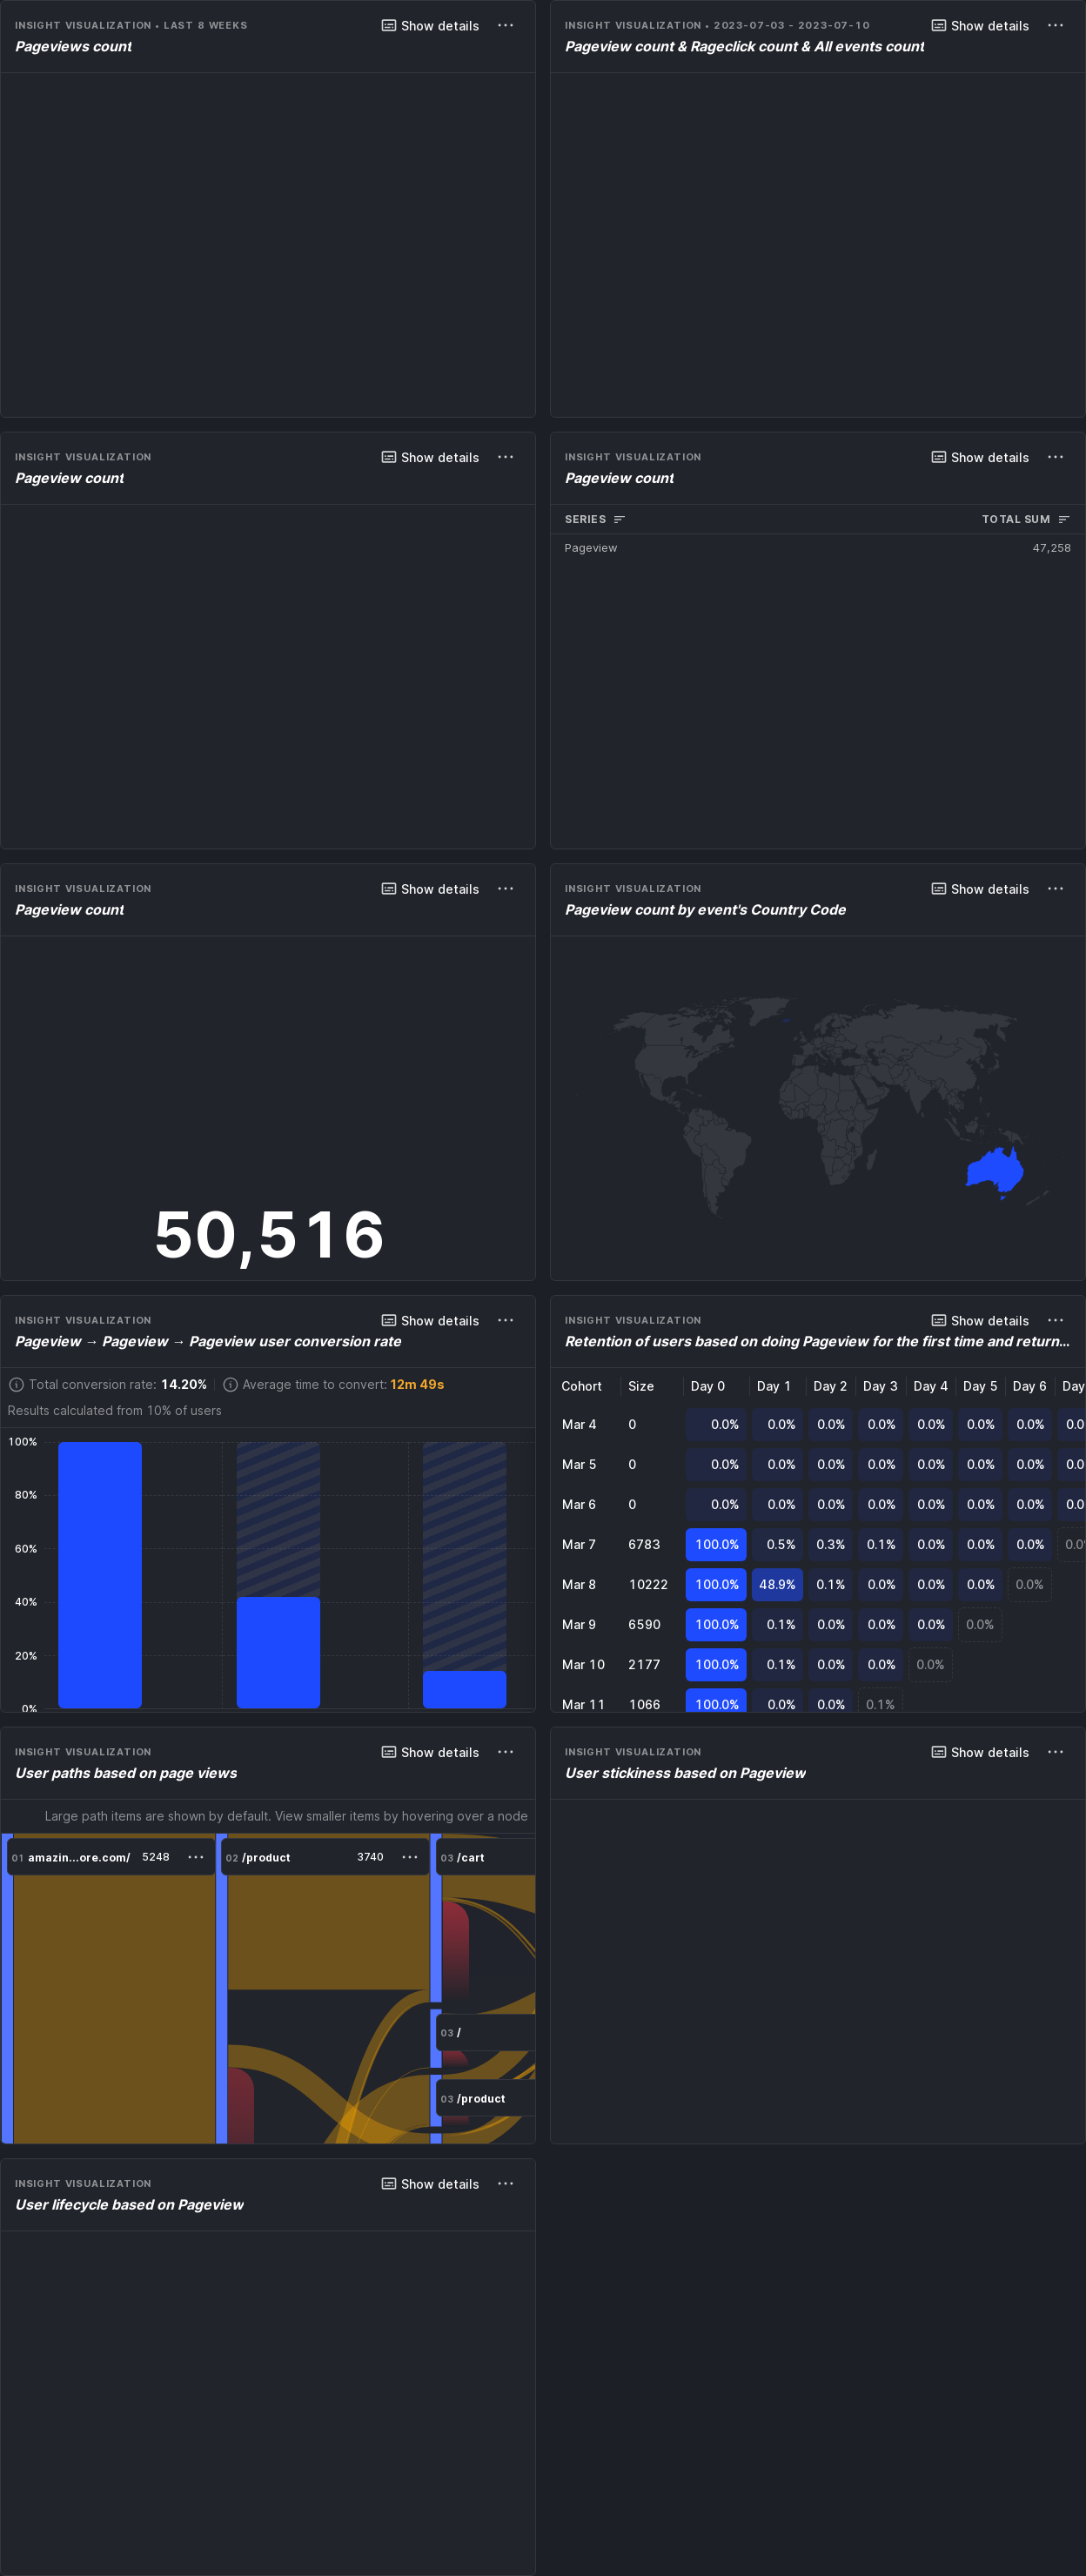 INSIGHT VISUALIZATION • LAST 8 WEEKS
Show details
Pageviews count
INSIGHT VISUALIZATION • 2023-07-03 - 2023-07-10
Show details
Pageview count & Rageclick count & All events count
INSIGHT VISUALIZATION
Show details
Pageview count
INSIGHT VISUALIZATION
Show details
Pageview count
SERIES TOTAL SUM
Pageview 47,258
INSIGHT VISUALIZATION
Show details
Pageview count
50,516
INSIGHT VISUALIZATION
Show details
Pageview count by event's Country Code
INSIGHT VISUALIZATION
Show details
Pageview → Pageview → Pageview user conversion rate
Total conversion rate: 14.20% Average time to convert: 12m 49s
Results calculated from 10% of users
100%
80%
60%
40%
20%
0%
INSIGHT VISUALIZATION
Show details
Retention of users based on doing Pageview for the first time and return...
Cohort Size Day 0 Day 1 Day 2 Day 3 Day 4 Day 5 Day 6 Day
Mar 4 0 0.0% 0.0% 0.0% 0.0% 0.0% 0.0% 0.0% 0.0
Mar 5 0 0.0% 0.0% 0.0% 0.0% 0.0% 0.0% 0.0% 0.0
Mar 6 0 0.0% 0.0% 0.0% 0.0% 0.0% 0.0% 0.0% 0.0
Mar 7 6783 100.0% 0.5% 0.3% 0.1% 0.0% 0.0% 0.0% 0.0%
Mar 8 10222 100.0% 48.9% 0.1% 0.0% 0.0% 0.0% 0.0%
Mar 9 6590 100.0% 0.1% 0.0% 0.0% 0.0% 0.0%
Mar 10 2177 100.0% 0.1% 0.0% 0.0% 0.0%
Mar 11 1066 100.0% 0.0% 0.0% 0.1%
INSIGHT VISUALIZATION
Show details
User paths based on page views
Large path items are shown by default. View smaller items by hovering over a node
01 amazin...ore.com/ 5248
02 /product 3740
03 /cart
03 /
03 /product
INSIGHT VISUALIZATION
Show details
User stickiness based on Pageview
INSIGHT VISUALIZATION
Show details
User lifecycle based on Pageview